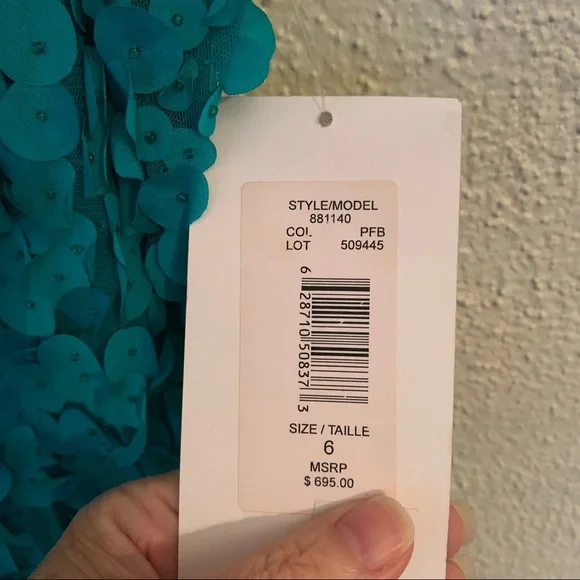 STYLE/MODEL
881140
COL PFB
LOT 509445
6 28710 50837 3
SIZE / TAILLE
6
MSRP
$ 695.00